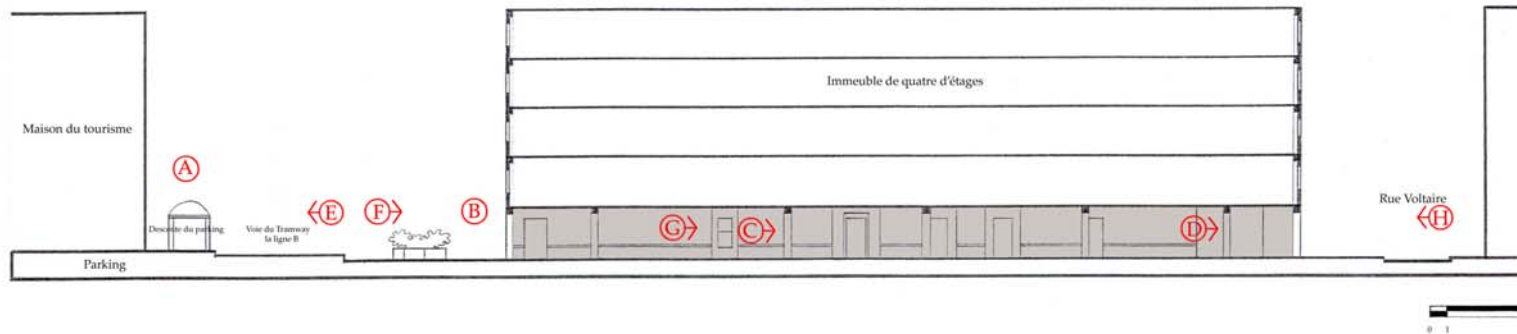 Immeuble de quatre d'étages
Maison du tourisme
A
Rue Voltaire
E
F
B
G
C
D
H
Descente du parking
Voie du Tramway
la ligne B
Parking
0 1